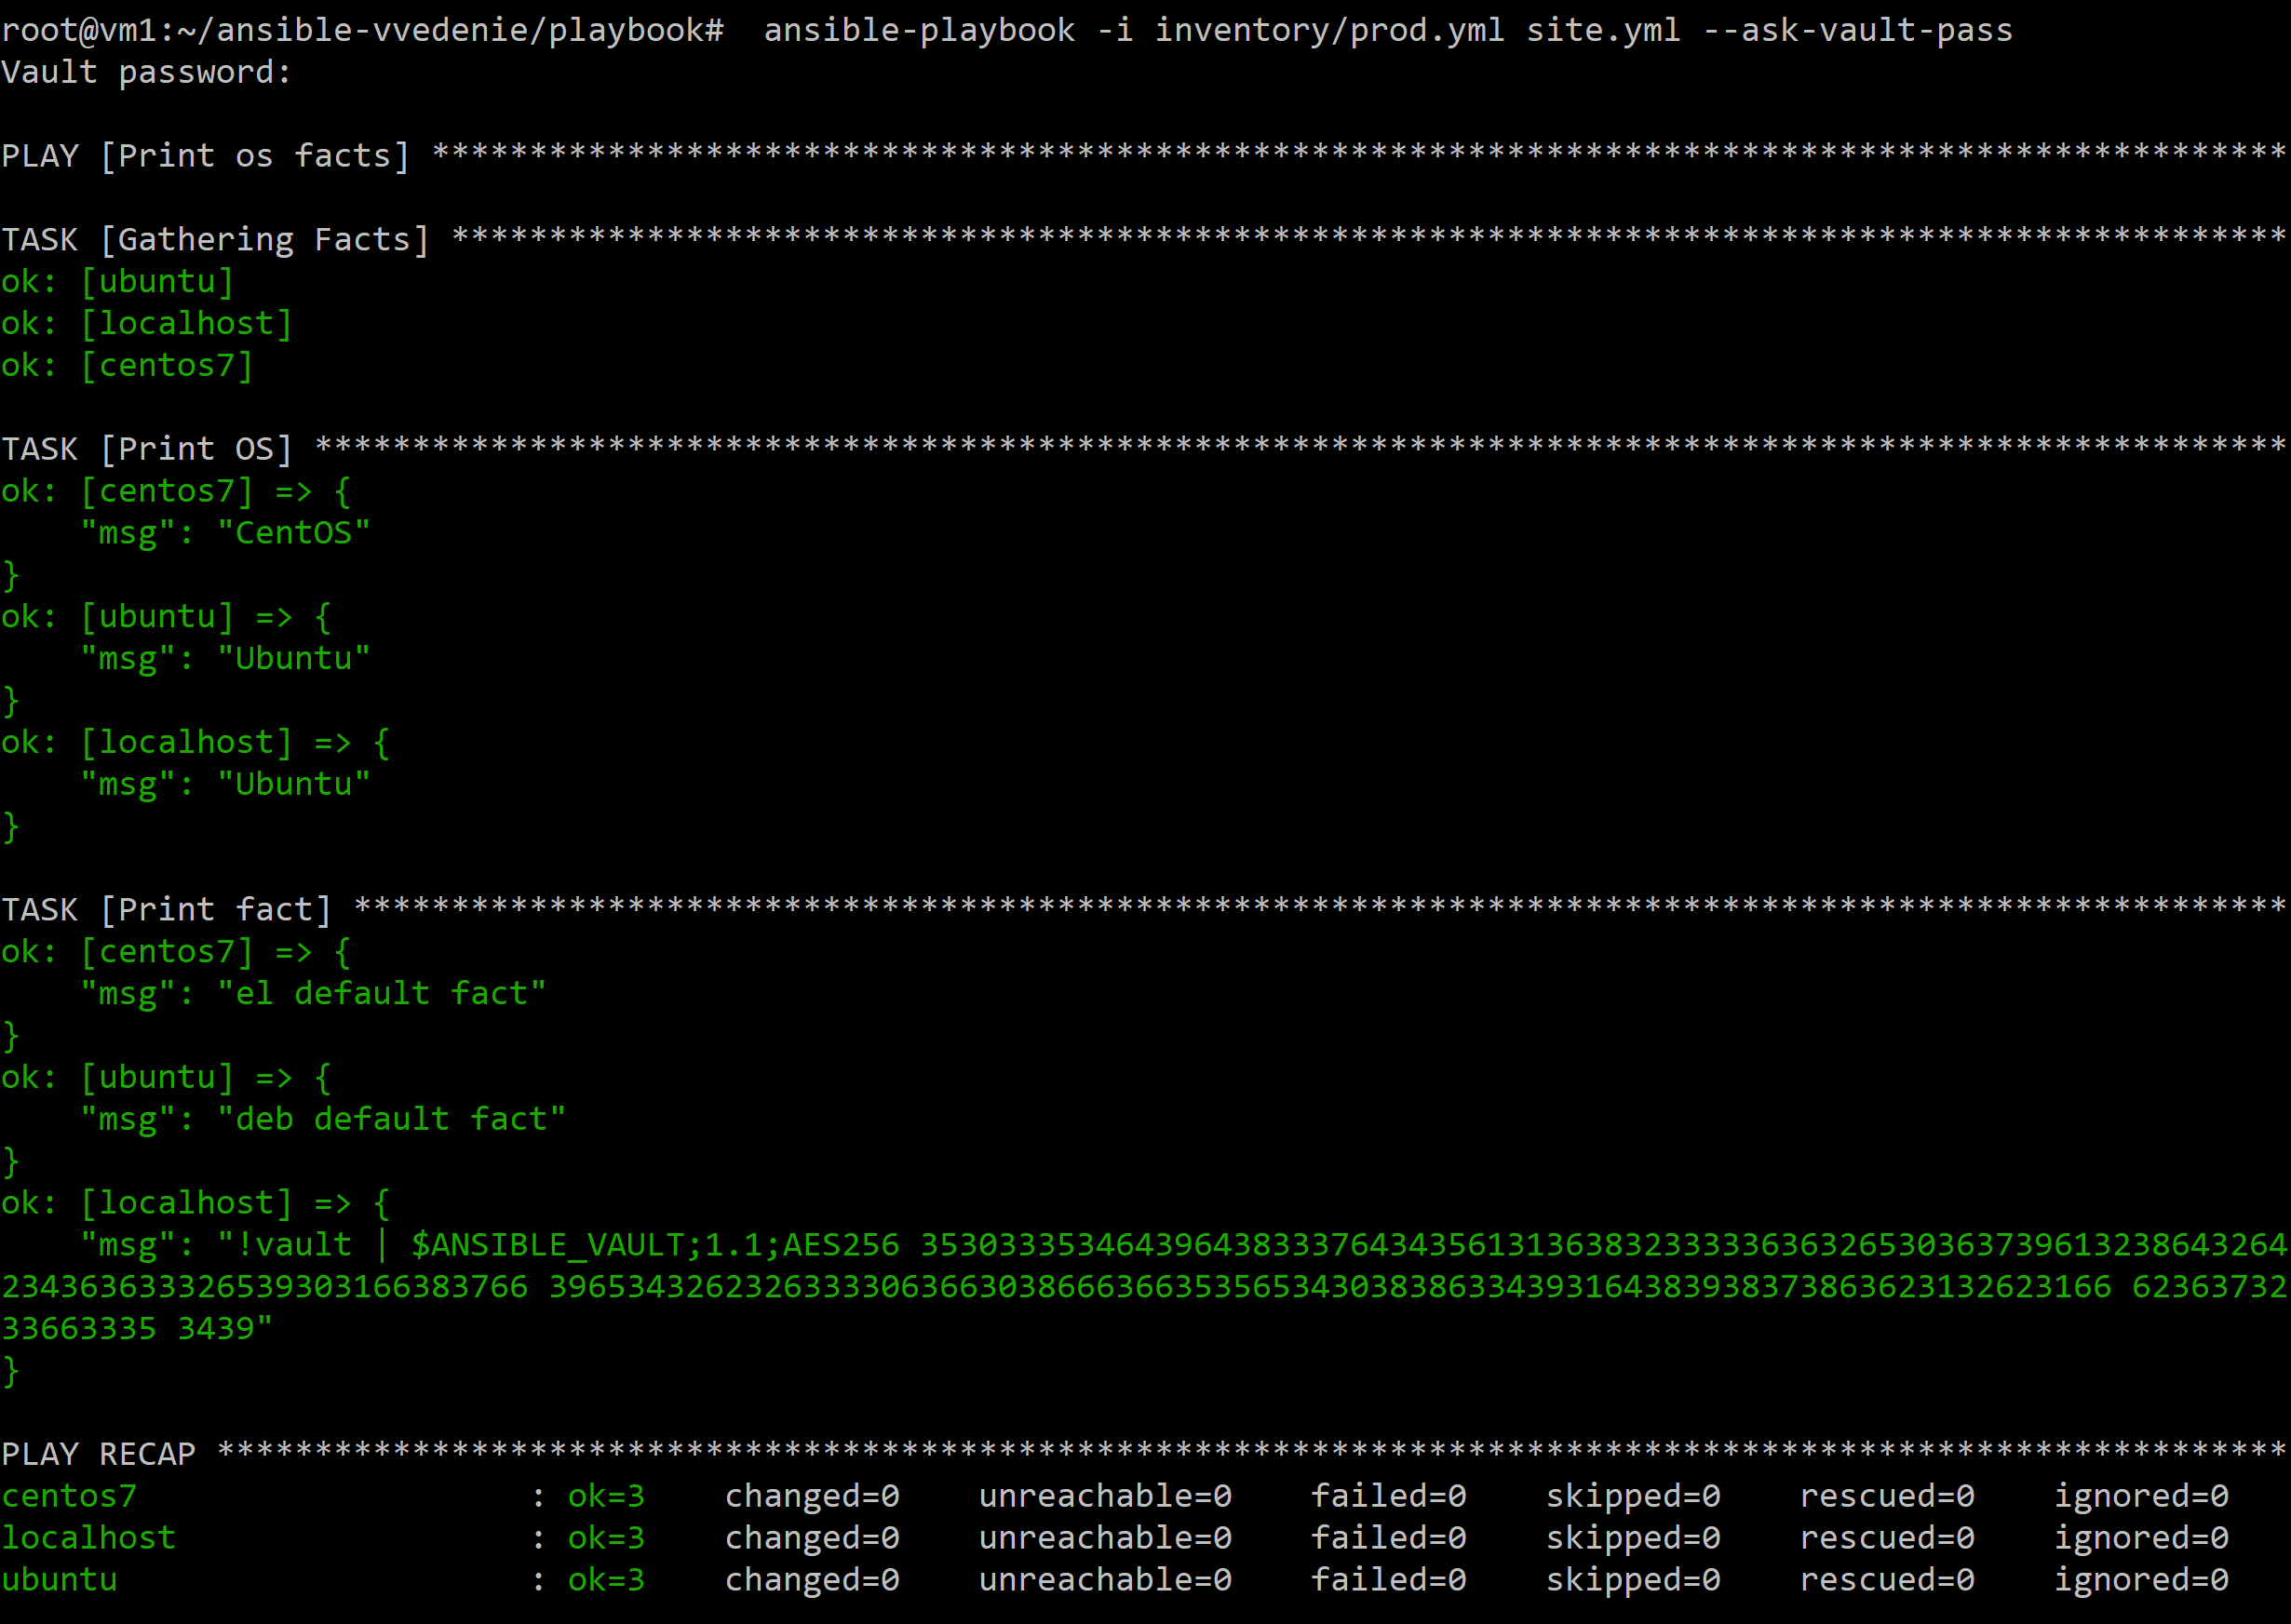 root@vm1:~/ansible-vvedenie/playbook#  ansible-playbook -i inventory/prod.yml site.yml --ask-vault-pass
Vault password:
PLAY [Print os facts] ***********************************************************************************************
TASK [Gathering Facts] **********************************************************************************************
ok: [ubuntu]
ok: [localhost]
ok: [centos7]
TASK [Print OS] *****************************************************************************************************
ok: [centos7] => {
    "msg": "CentOS"
}
ok: [ubuntu] => {
    "msg": "Ubuntu"
}
ok: [localhost] => {
    "msg": "Ubuntu"
}
TASK [Print fact] ***************************************************************************************************
ok: [centos7] => {
    "msg": "el default fact"
}
ok: [ubuntu] => {
    "msg": "deb default fact"
}
ok: [localhost] => {
    "msg": "!vault | $ANSIBLE_VAULT;1.1;AES256 3530333534643964383337643435613136383233333636326530363739613238643264
234363633326539303166383766 39653432623263333063663038666366353565343038386334393164383938373863623132623166 62363732
33663335 3439"
}
PLAY RECAP **********************************************************************************************************
centos7                    : ok=3    changed=0    unreachable=0    failed=0    skipped=0    rescued=0    ignored=0
localhost                  : ok=3    changed=0    unreachable=0    failed=0    skipped=0    rescued=0    ignored=0
ubuntu                     : ok=3    changed=0    unreachable=0    failed=0    skipped=0    rescued=0    ignored=0